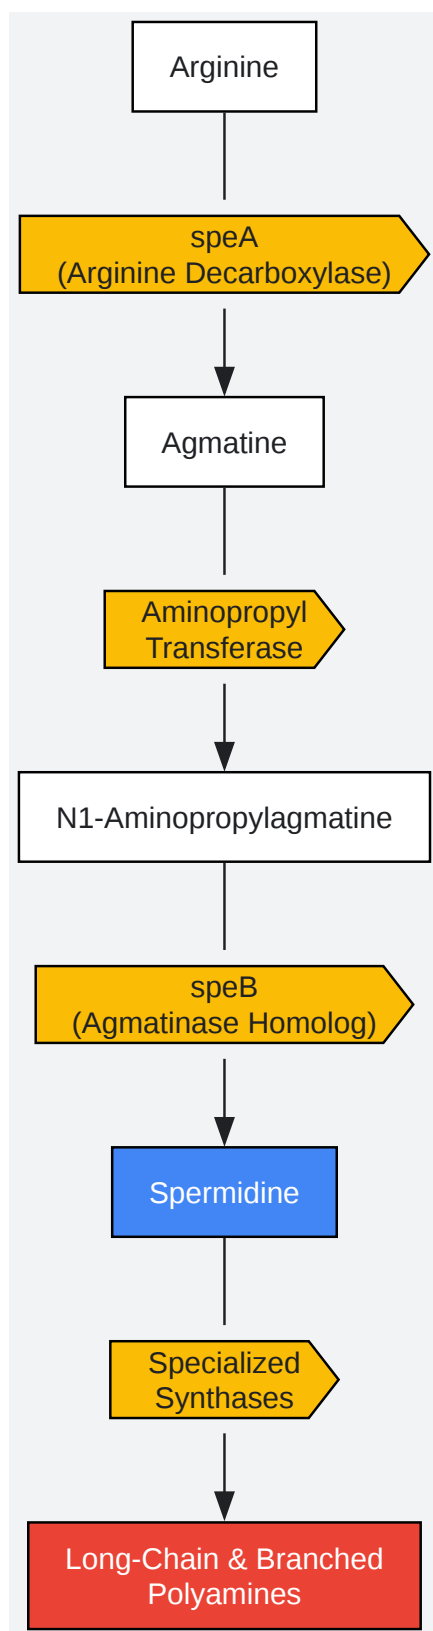 Arginine
speA
(Arginine Decarboxylase)
Agmatine
Aminopropyl
Transferase
N1-Aminopropylagmatine
speB
(Agmatinase Homolog)
Spermidine
Specialized
Synthases
Long-Chain & Branched
Polyamines